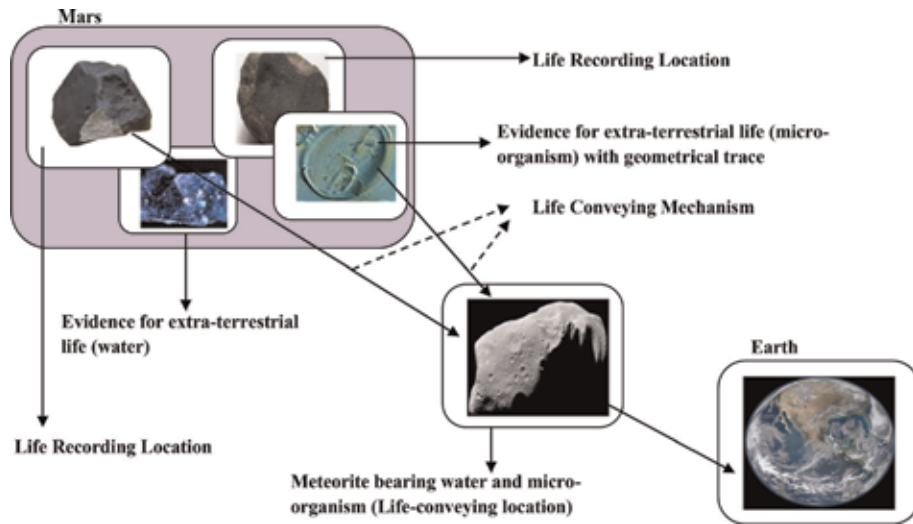 Mars
Life Recording Location
Evidence for extra-terrestrial life (micro-
organism) with geometrical trace
Life Conveying Mechanism
Evidence for extra-terrestrial
life (water)
Earth
Life Recording Location
Meteorite bearing water and micro-
organism (Life-conveying location)